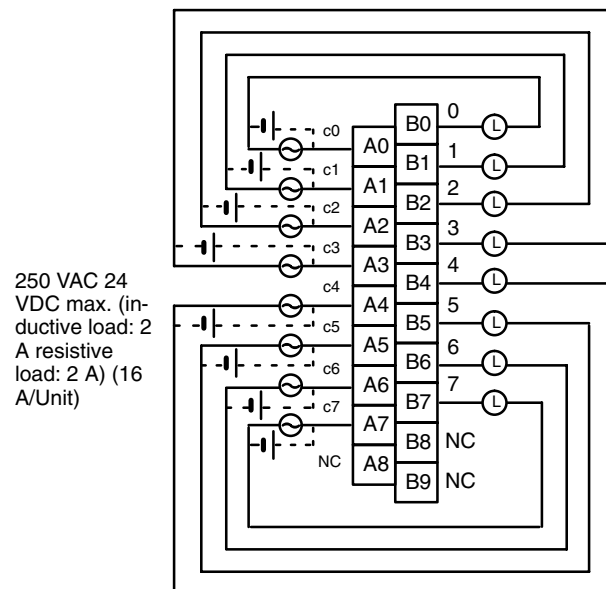 0
c0 B0 L
A0 1
c1 B1 L
A1 2
c2 B2 L
A2 3
c3 B3 L
A3 4
c4 B4 L
A4 5
c5 B5 L
A5 6
c6 B6 L
A6 7
c7 B7 L
A7 B8 NC
NC A8
B9 NC
250 VAC 24
VDC max. (in-
ductive load: 2
A resistive
load: 2 A) (16
A/Unit)